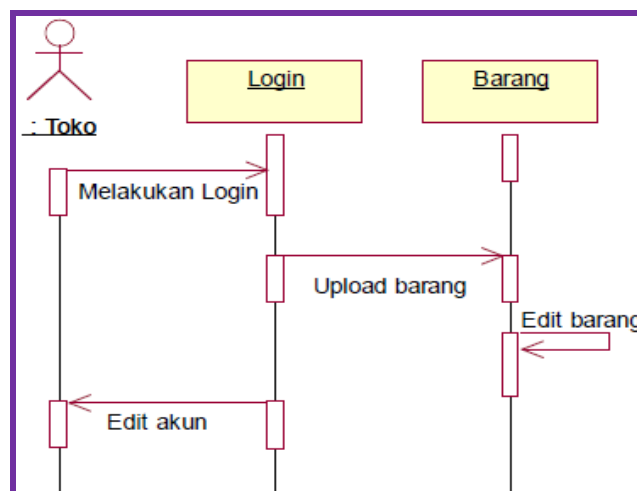 Login
Barang
: Toko
Melakukan Login
Upload barang
Edit barang
Edit akun